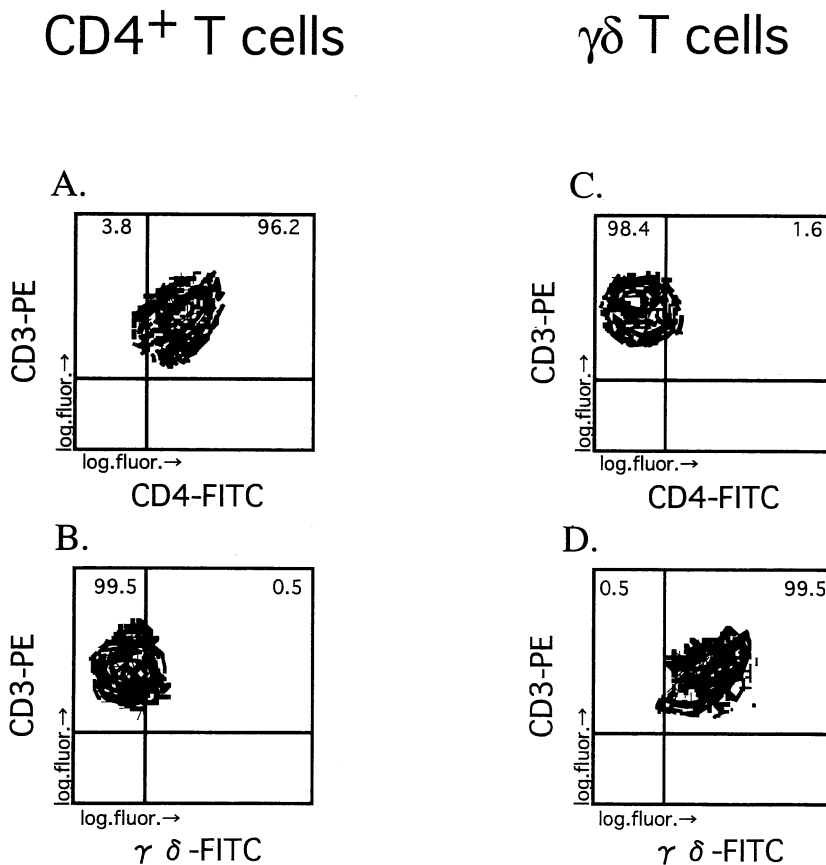 CD4+ T cells
γδ T cells
A.
3.8 96.2
CD3-PE
log.fluor.→
log.fluor.→
CD4-FITC
C.
98.4 1.6
CD3-PE
log.fluor.→
log.fluor.→
CD4-FITC
B.
99.5 0.5
CD3-PE
log.fluor.→
log.fluor.→
γ δ -FITC
D.
0.5 99.5
CD3-PE
log.fluor.→
log.fluor.→
γ δ -FITC